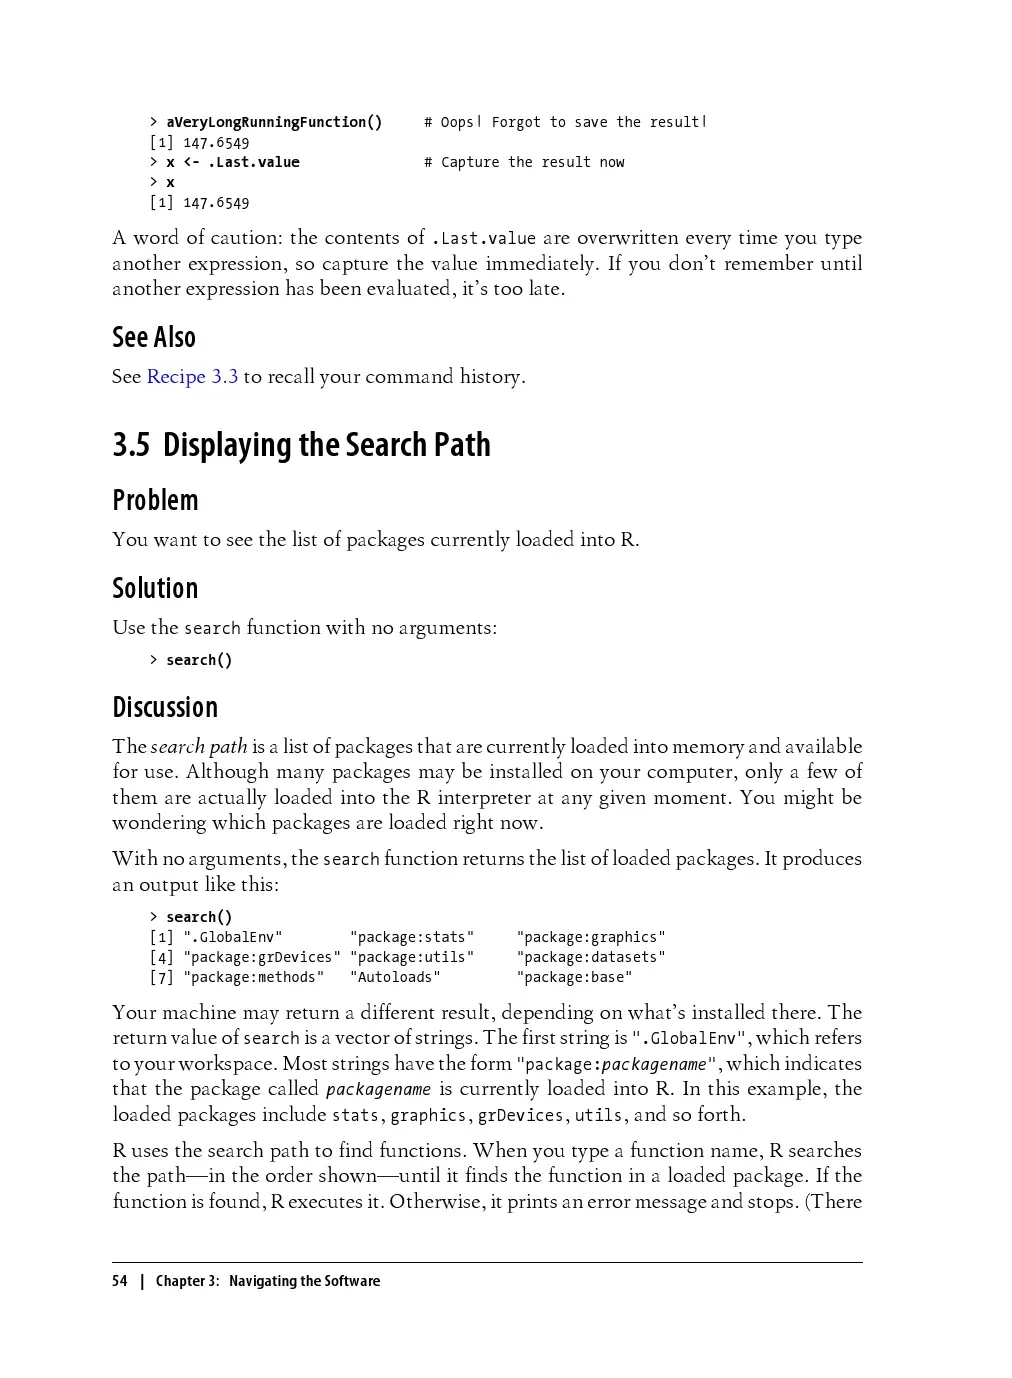 > aVeryLongRunningFunction()     # Oops! Forgot to save the result!
[1] 147.6549
> x <- .Last.value               # Capture the result now
> x
[1] 147.6549
A word of caution: the contents of .Last.value are overwritten every time you type
another expression, so capture the value immediately. If you don’t remember until
another expression has been evaluated, it’s too late.
See Also
See Recipe 3.3 to recall your command history.
3.5 Displaying the Search Path
Problem
You want to see the list of packages currently loaded into R.
Solution
Use the search function with no arguments:
> search()
Discussion
The search path is a list of packages that are currently loaded into memory and available
for use. Although many packages may be installed on your computer, only a few of
them are actually loaded into the R interpreter at any given moment. You might be
wondering which packages are loaded right now.
With no arguments, the search function returns the list of loaded packages. It produces
an output like this:
> search()
[1] ".GlobalEnv"        "package:stats"     "package:graphics"
[4] "package:grDevices" "package:utils"     "package:datasets"
[7] "package:methods"   "Autoloads"         "package:base"
Your machine may return a different result, depending on what’s installed there. The
return value of search is a vector of strings. The first string is ".GlobalEnv", which refers
to your workspace. Most strings have the form "package:packagename", which indicates
that the package called packagename is currently loaded into R. In this example, the
loaded packages include stats, graphics, grDevices, utils, and so forth.
R uses the search path to find functions. When you type a function name, R searches
the path—in the order shown—until it finds the function in a loaded package. If the
function is found, R executes it. Otherwise, it prints an error message and stops. (There
54 | Chapter 3: Navigating the Software